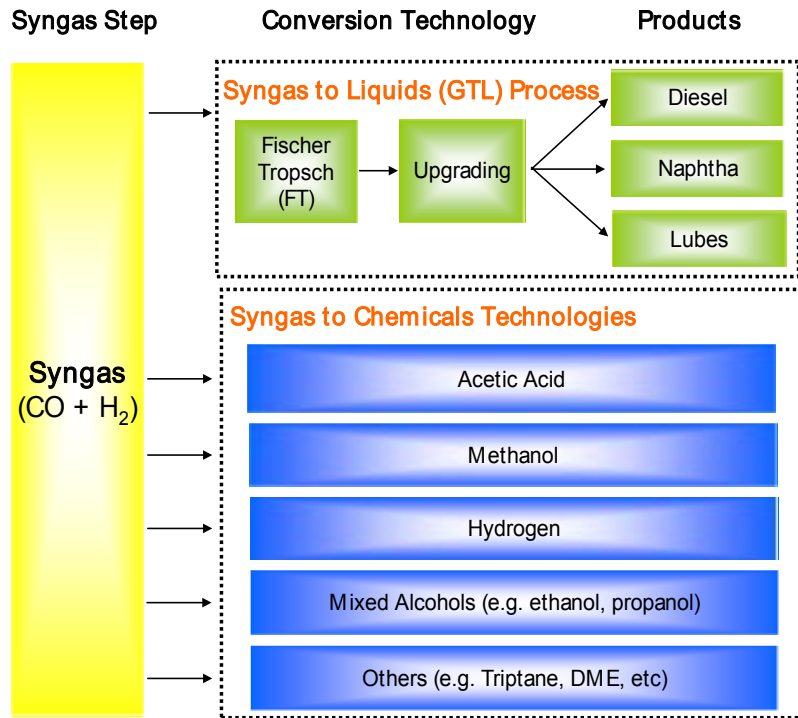 Syngas Step
Conversion Technology
Products
Syngas to Liquids (GTL) Process
Fischer
Tropsch
(FT)
Upgrading
Diesel
Naphtha
Lubes
Syngas
(CO + H₂)
Syngas to Chemicals Technologies
Acetic Acid
Methanol
Hydrogen
Mixed Alcohols (e.g. ethanol, propanol)
Others (e.g. Triptane, DME, etc)